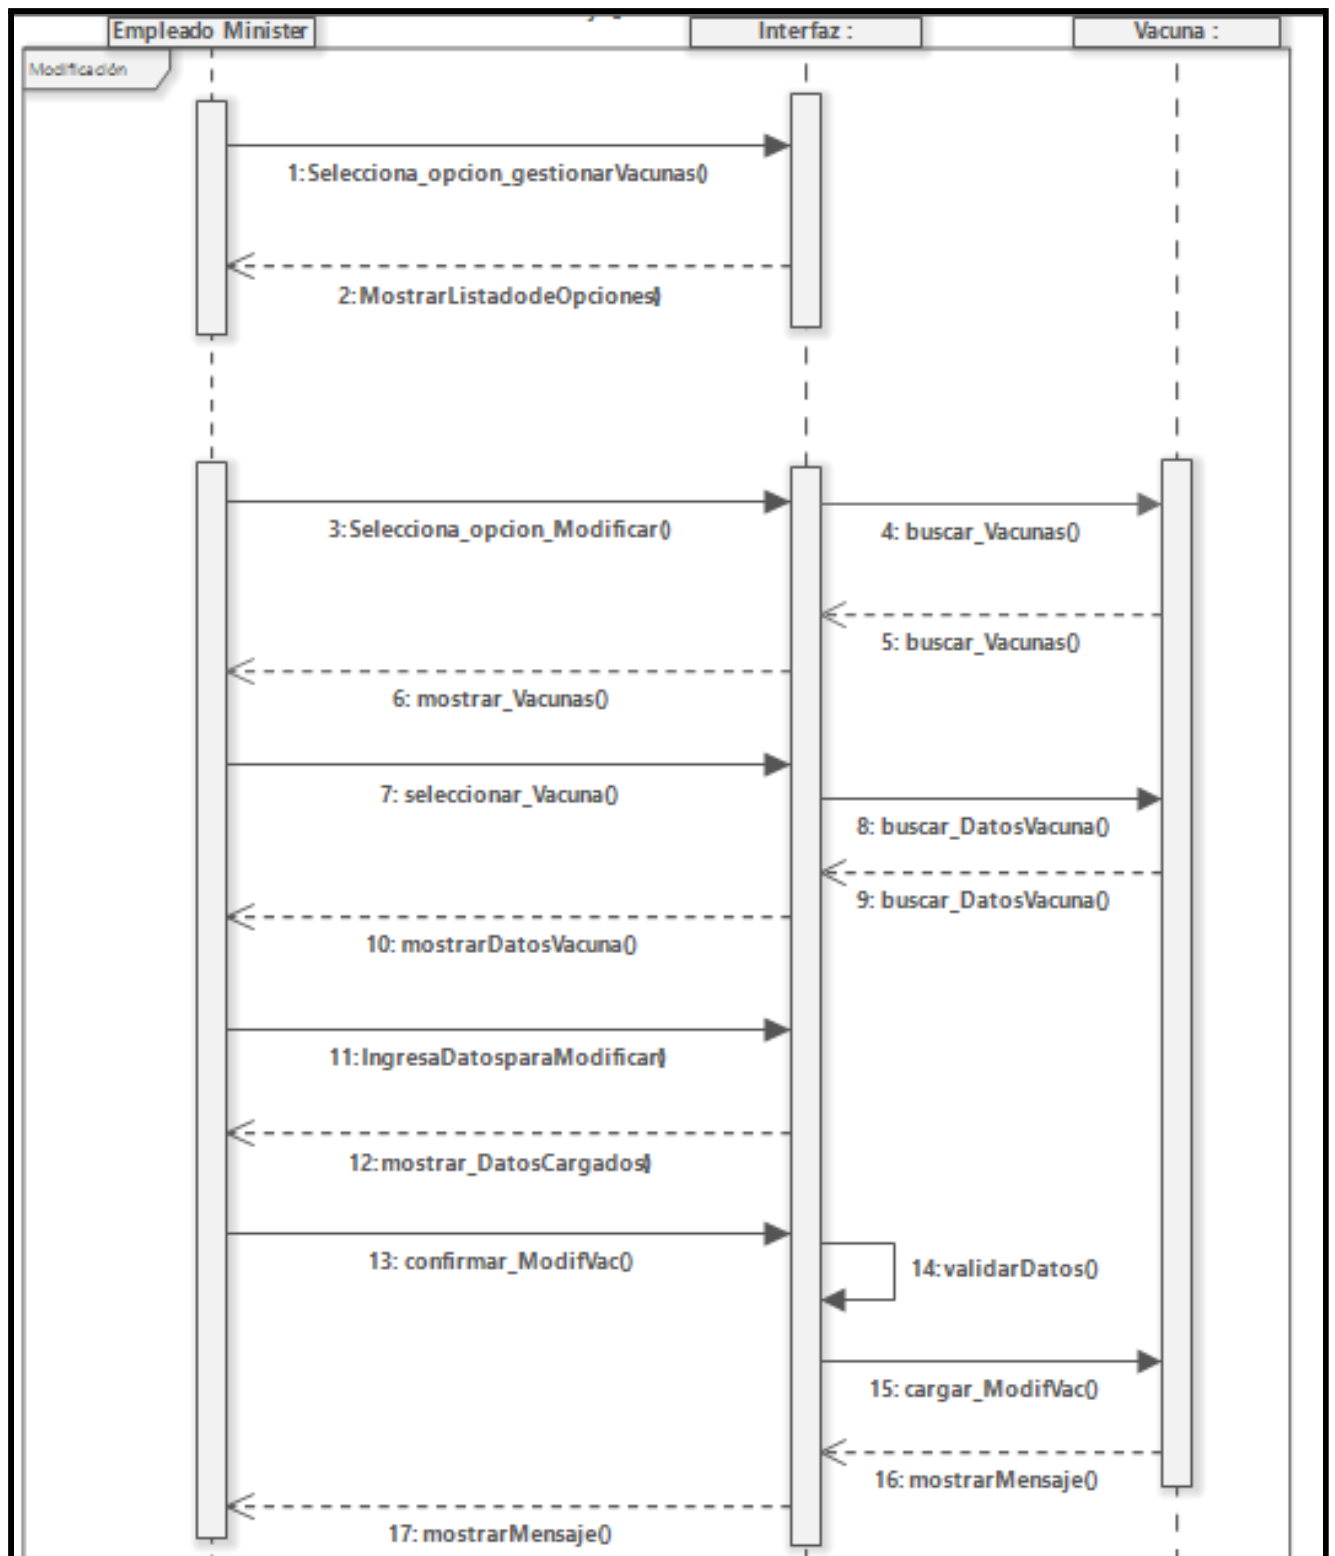 Empleado Minister
Interfaz :
Vacuna :
Modificación
1:Selecciona_opcion_gestionarVacunas()
2:MostrarListadodeOpciones()
3:Selecciona_opcion_Modificar()
4: buscar_Vacunas()
5: buscar_Vacunas()
6: mostrar_Vacunas()
7: seleccionar_Vacuna()
8: buscar_DatosVacuna()
9: buscar_DatosVacuna()
10: mostrarDatosVacuna()
11:IngresaDatosparaModificar()
12:mostrar_DatosCargados()
13: confirmar_ModifVac()
14:validarDatos()
15: cargar_ModifVac()
16: mostrarMensaje()
17: mostrarMensaje()